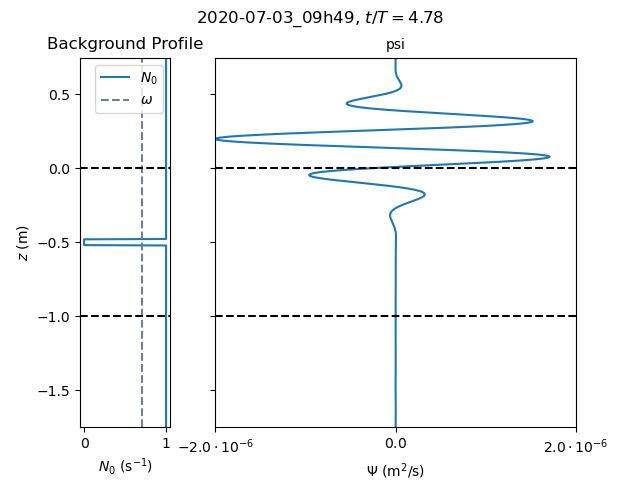 2020-07-03_09h49, t/T = 4.78
Background Profile
psi
N₀
ω
0.5
0.0
−0.5
−1.0
−1.5
z (m)
0
1
N₀ (s⁻¹)
−2.0 · 10⁻⁶
0.0
2.0 · 10⁻⁶
Ψ (m²/s)